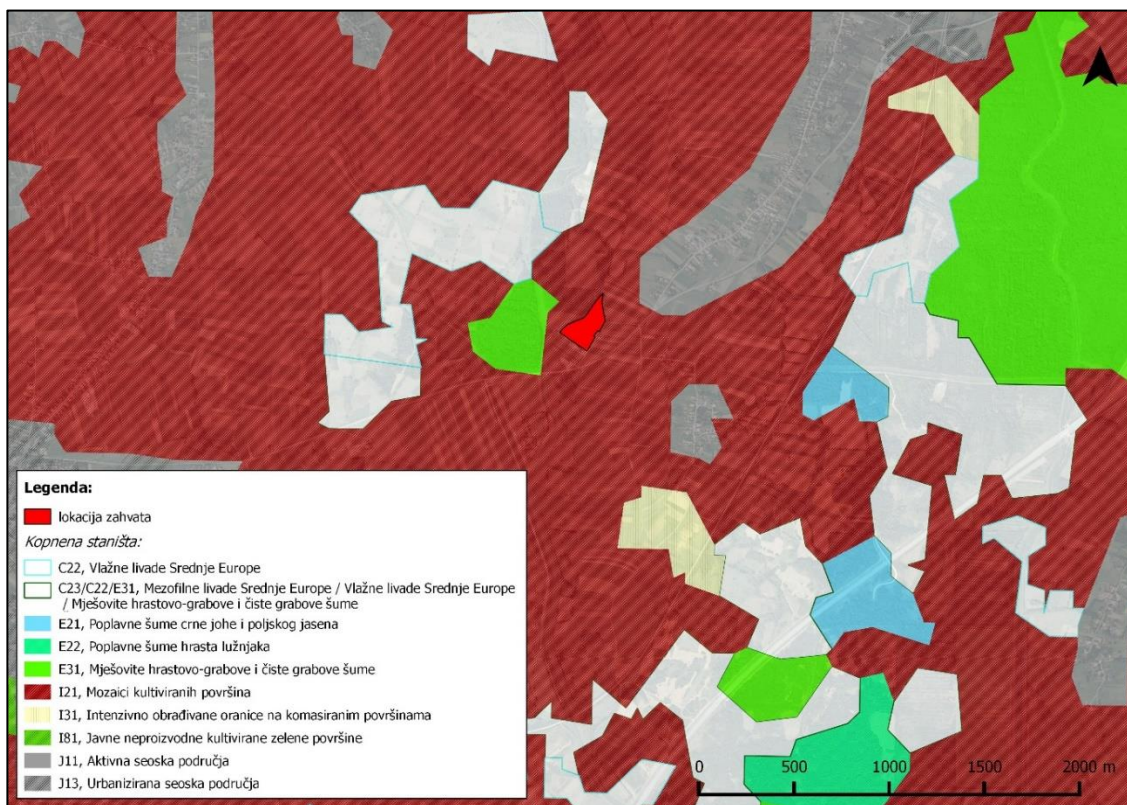 Legenda:
lokacija zahvata
Kopnena staništa:
C22, Vlažne livade Srednje Europe
C23/C22/E31, Mezofilne livade Srednje Europe / Vlažne livade Srednje Europe
/ Mješovite hrastovo-grabove i čiste grabove šume
E21, Poplavne šume crne johe i poljskog jasena
E22, Poplavne šume hrasta lužnjaka
E31, Mješovite hrastovo-grabove i čiste grabove šume
I21, Mozaici kultiviranih površina
I31, Intenzivno obrađivane oranice na komasiranim površinama
I81, Javne neproizvodne kultivirane zelene površine
J11, Aktivna seoska područja
J13, Urbanizirana seoska područja
0 500 1000 1500 2000 m